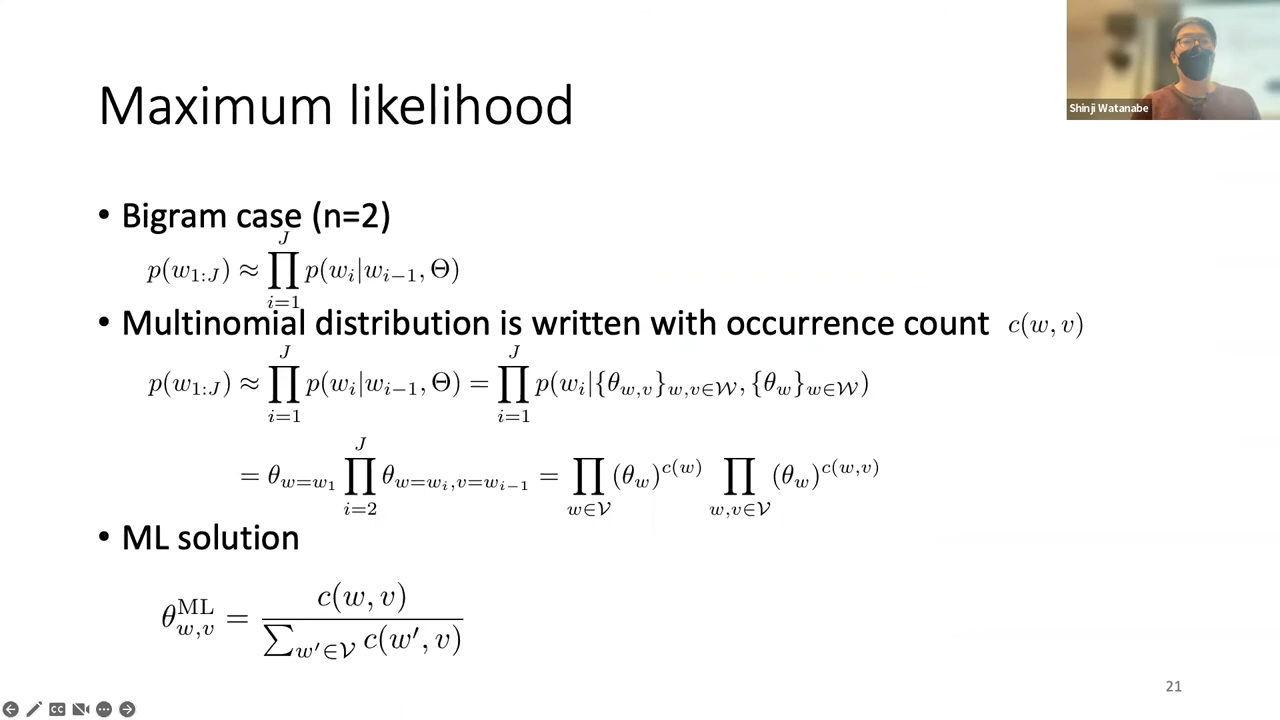 Shinji Watanabe
Maximum likelihood
• Bigram case (n=2)
p(w_{1:J}) ≈ ∏_{i=1}^{J} p(w_i|w_{i−1}, Θ)
• Multinomial distribution is written with occurrence count c(w, v)
p(w_{1:J}) ≈ ∏_{i=1}^{J} p(w_i|w_{i−1}, Θ) = ∏_{i=1}^{J} p(w_i|{θ_{w,v}}_{w,v∈𝒲}, {θ_w}_{w∈𝒲})
= θ_{w=w_1} ∏_{i=2}^{J} θ_{w=w_i,v=w_{i−1}} = ∏_{w∈𝒱} (θ_w)^{c(w)} ∏_{w,v∈𝒱} (θ_w)^{c(w,v)}
• ML solution
θ_{w,v}^{ML} = c(w, v) / ∑_{w′∈𝒱} c(w′, v)
21
CC